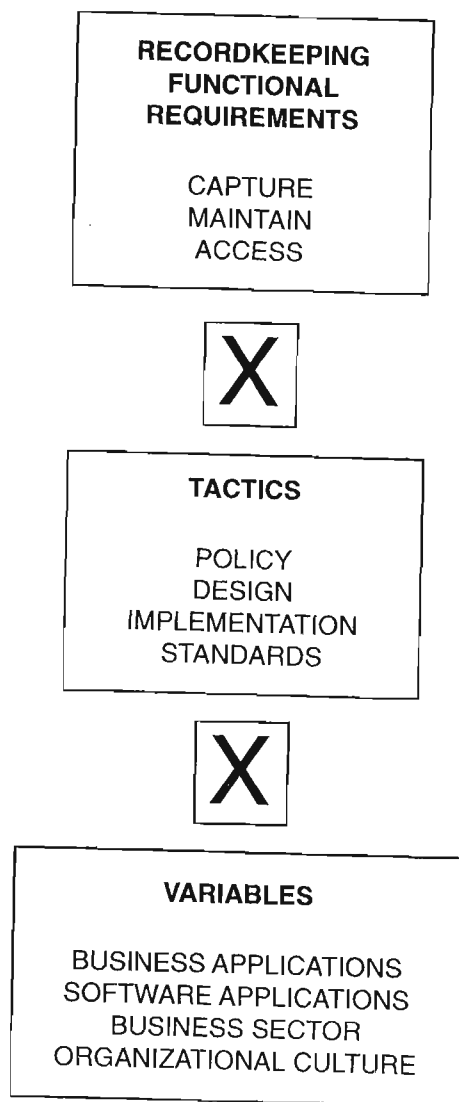 RECORDKEEPING
FUNCTIONAL
REQUIREMENTS
CAPTURE
MAINTAIN
ACCESS
X
TACTICS
POLICY
DESIGN
IMPLEMENTATION
STANDARDS
X
VARIABLES
BUSINESS APPLICATIONS
SOFTWARE APPLICATIONS
BUSINESS SECTOR
ORGANIZATIONAL CULTURE